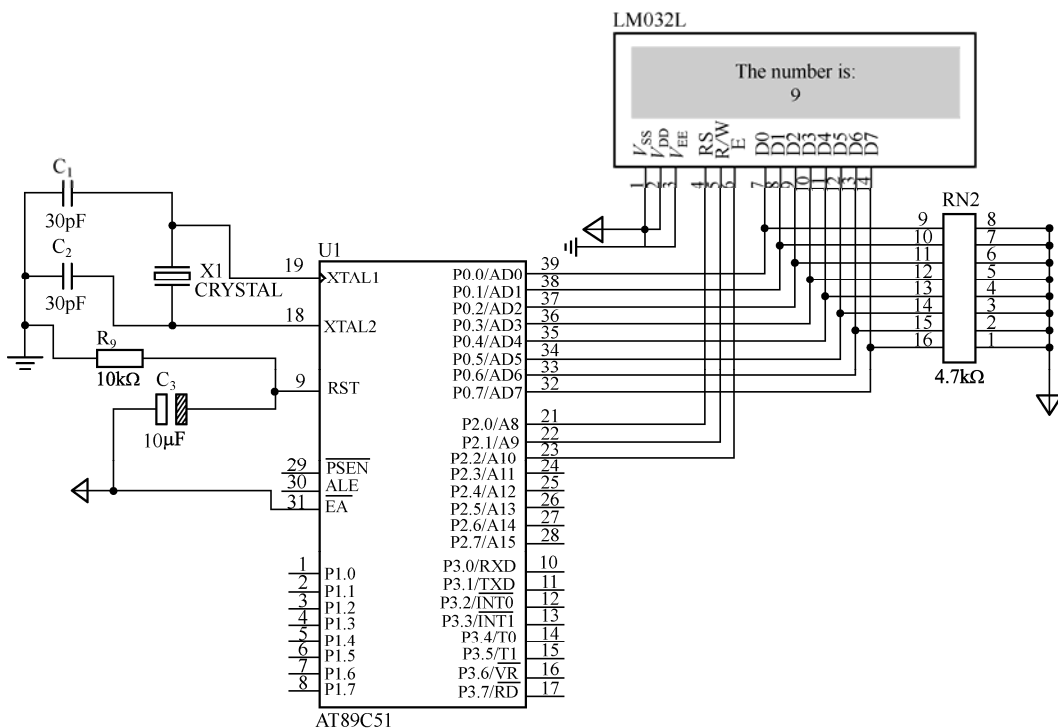 LM032L
The number is:
9
VSS
VDD
VEE
RS
R/W
E
D0
D1
D2
D3
D4
D5
D6
D7
1
2
3
4
5
6
7
8
9
0
1
2
3
4
RN2
9 8
10 7
11 6
12 5
13 4
14 3
15 2
16 1
4.7kΩ
C1
30pF
C2
30pF
X1
CRYSTAL
R9
10kΩ
C3
10μF
U1
19 XTAL1
18 XTAL2
9 RST
29 PSEN
30 ALE
31 EA
1 P1.0
2 P1.1
3 P1.2
4 P1.3
5 P1.4
6 P1.5
7 P1.6
8 P1.7
P0.0/AD0 39
P0.1/AD1 38
P0.2/AD2 37
P0.3/AD3 36
P0.4/AD4 35
P0.5/AD5 34
P0.6/AD6 33
P0.7/AD7 32
P2.0/A8 21
P2.1/A9 22
P2.2/A10 23
P2.3/A11 24
P2.4/A12 25
P2.5/A13 26
P2.6/A14 27
P2.7/A15 28
P3.0/RXD 10
P3.1/TXD 11
P3.2/INT0 12
P3.3/INT1 13
P3.4/T0 14
P3.5/T1 15
P3.6/VR 16
P3.7/RD 17
AT89C51